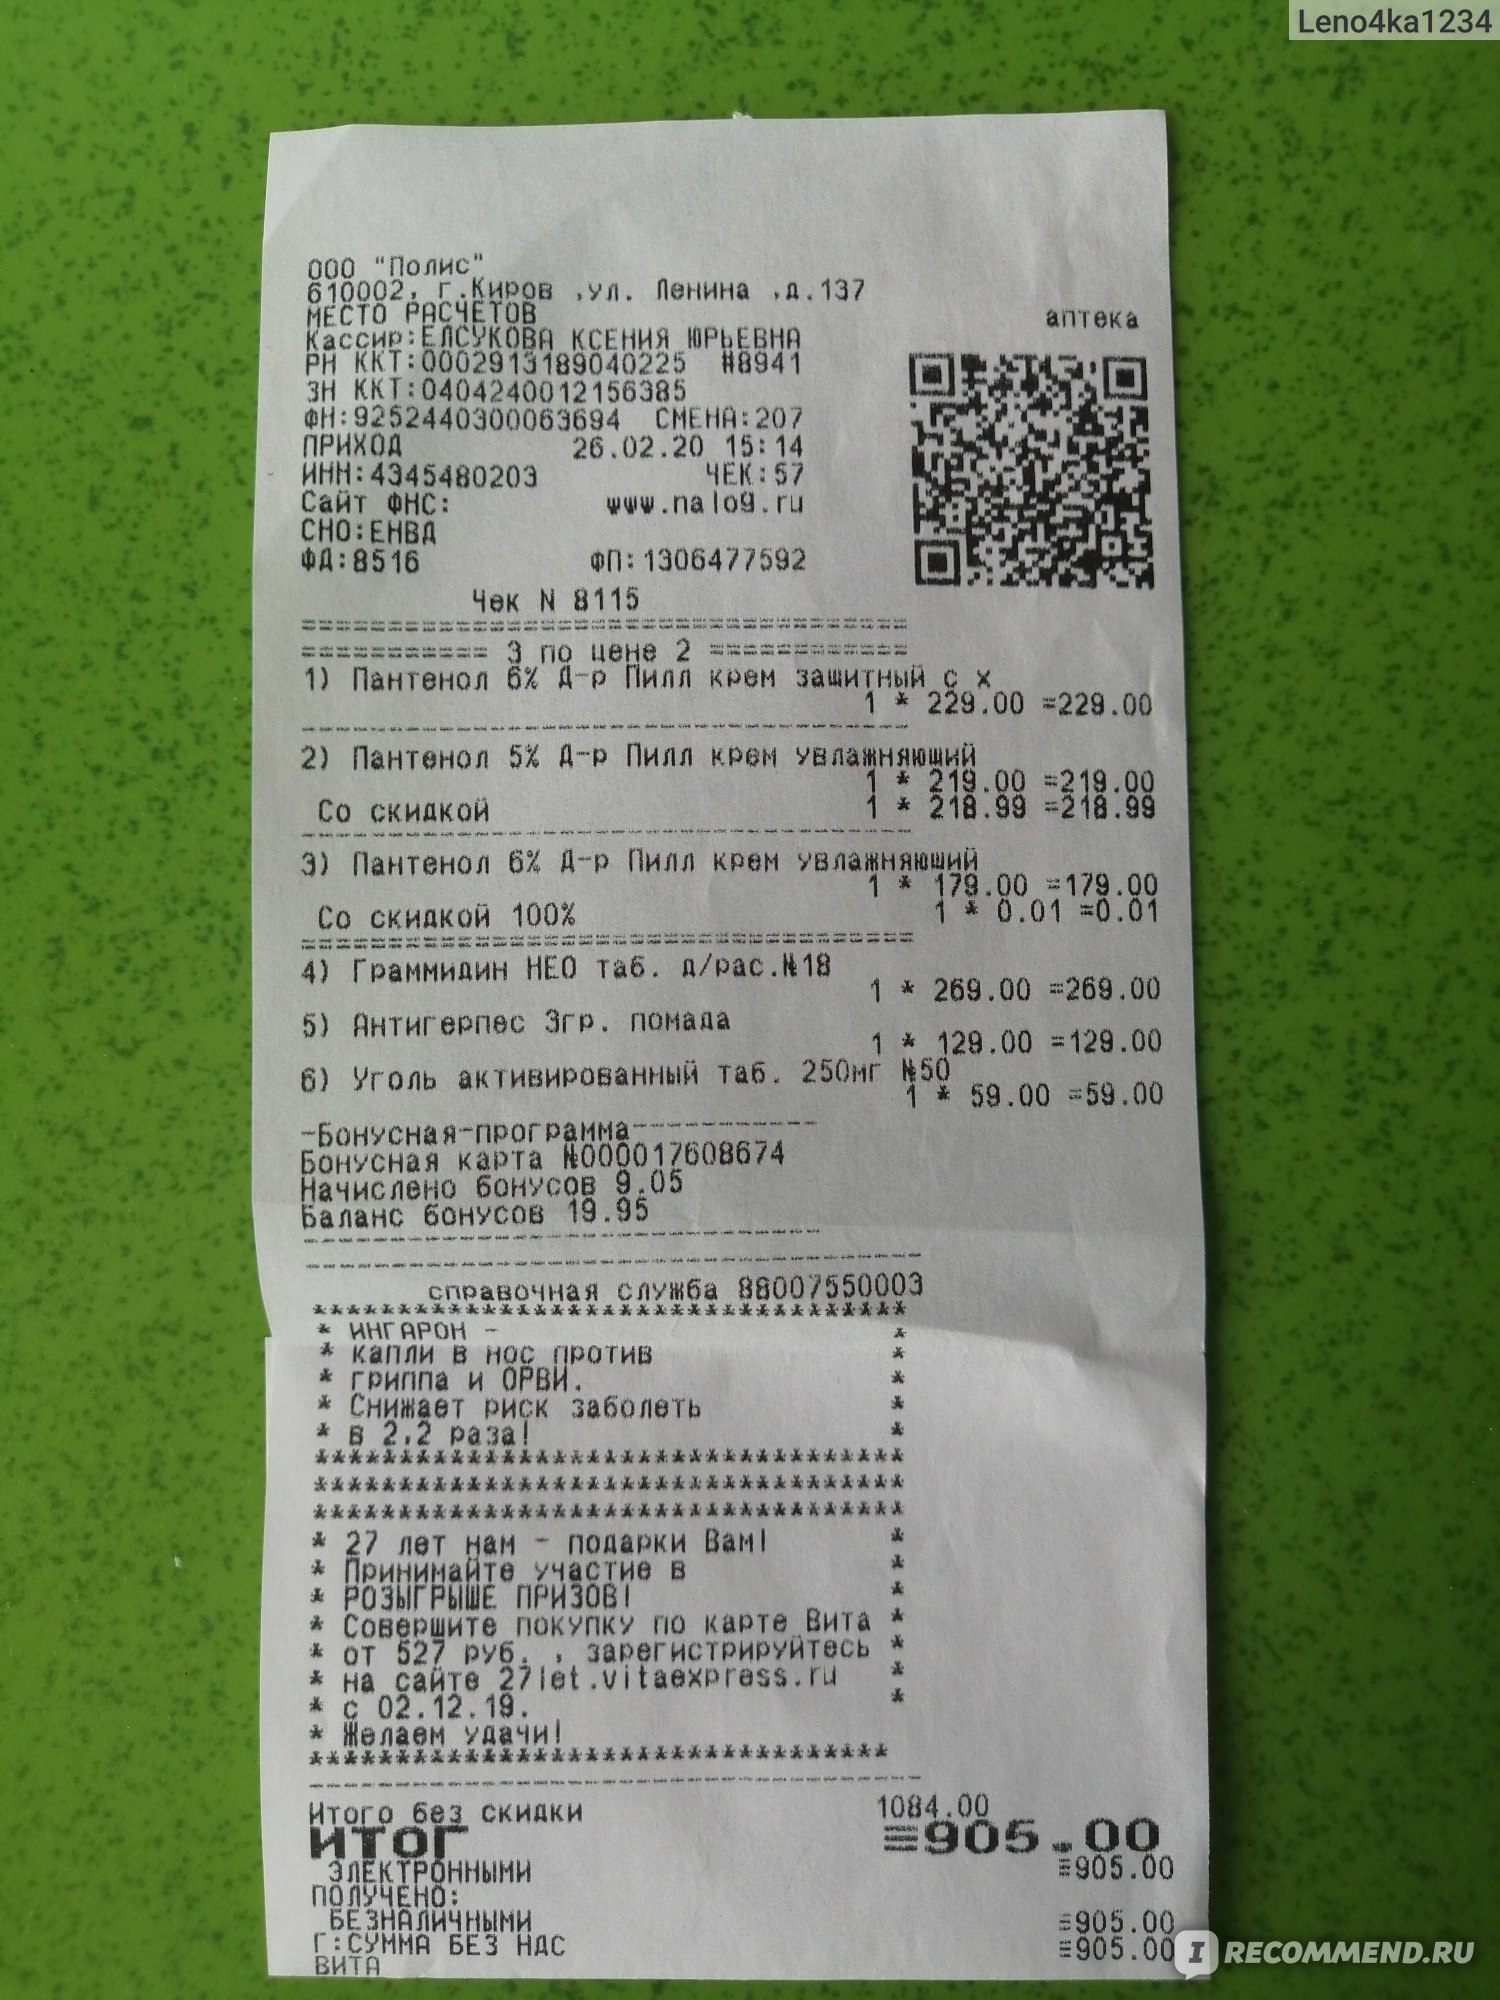 Leno4ka1234
ООО "Полис"
610002, г.Киров ,ул. Ленина ,д.137
МЕСТО РАСЧЕТОВ аптека
Кассир:ЕЛСУКОВА КСЕНИЯ ЮРЬЕВНА
РН ККТ:0002913189040225 #8941
ЗН ККТ:0404240012156385
ФН:9252440300063694 СМЕНА:207
ПРИХОД 26.02.20 15:14
ИНН:4345480203 ЧЕК:57
Сайт ФНС: www.nalog.ru
СНО:ЕНВД
ФД:8516 ФП:1306477592
Чек N 8115
=====================================
=========== 3 по цене 2 ============
1) Пантенол 6% Д-р Пилл крем защитный с х
1 * 229.00 =229.00
-------------------------------------
2) Пантенол 5% Д-р Пилл крем увлажняющий
1 * 219.00 =219.00
Со скидкой 1 * 218.99 =218.99
-------------------------------------
3) Пантенол 6% Д-р Пилл крем увлажняющий
1 * 179.00 =179.00
Со скидкой 100% 1 * 0.01 =0.01
=====================================
4) Граммидин НЕО таб. д/рас.№18
1 * 269.00 =269.00
5) Антигерпес 3гр. помада
1 * 129.00 =129.00
6) Уголь активированный таб. 250мг №50
1 * 59.00 =59.00
-Бонусная-программа-----------
Бонусная карта №000017608674
Начислено бонусов 9.05
Баланс бонусов 19.95
-------------------------------
-------------------------------------
справочная служба 88007550003
***********************************
* ИНГАРОН - *
* капли в нос против *
* гриппа и ОРВИ. *
* Снижает риск заболеть *
* в 2,2 раза! *
***********************************
***********************************
***********************************
* 27 лет нам - подарки Вам! *
* Принимайте участие в *
* РОЗЫГРЫШЕ ПРИЗОВ! *
* Совершите покупку по карте Вита *
* от 527 руб. , зарегистрируйтесь *
* на сайте 27let.vitaexpress.ru *
* с 02.12.19. *
* Желаем удачи!
**********************************
-------------------------------------
Итого без скидки 1084.00
ИТОГ ≡905.00
ЭЛЕКТРОННЫМИ ≡905.00
ПОЛУЧЕНО:
БЕЗНАЛИЧНЫМИ ≡905.00
Г:СУММА БЕЗ НДС ≡905.00
ВИТА
I RECOMMEND.RU